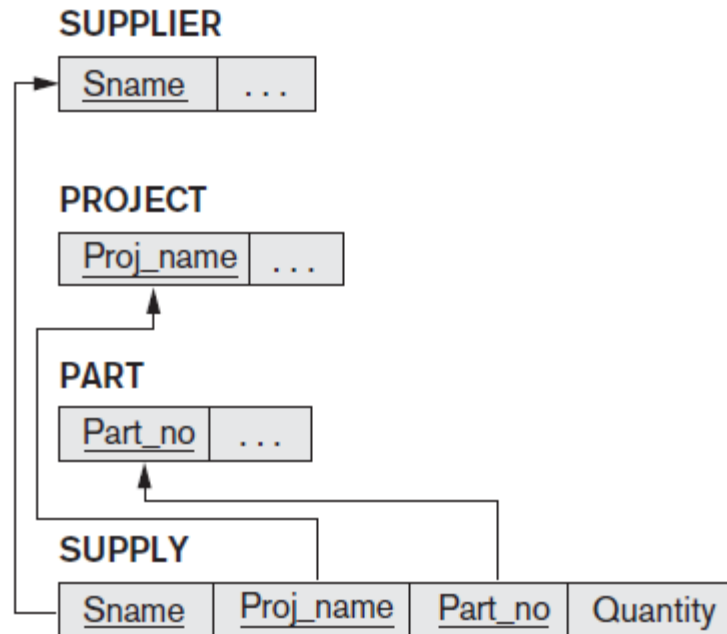 SUPPLIER
Sname ...
PROJECT
Proj_name ...
PART
Part_no ...
SUPPLY
Sname Proj_name Part_no Quantity